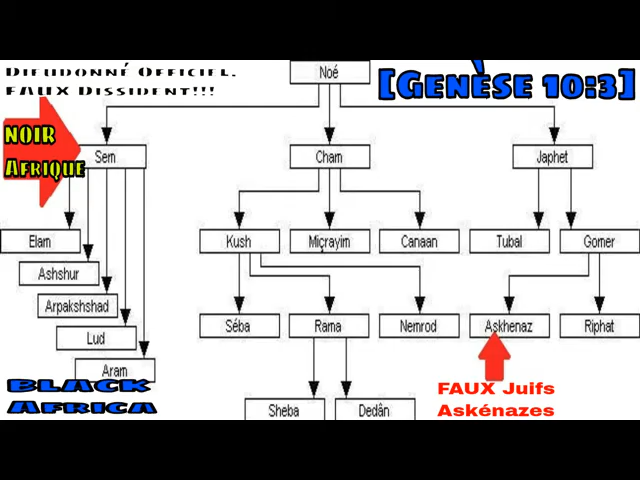 Dieudonné Officiel.
FAUX Dissident!!!
Noé
[Genèse 10:3]
NOIR
Afrique
Sem
Cham
Japhet
Elam
Kush
Miçrayim
Canaan
Tubal
Gomer
Ashshur
Arpakshshad
Lud
Séba
Rama
Nemrod
Askhenaz
Riphat
Aram
BLACK
Africa
FAUX Juifs
Askénazes
Sheba
Dedân